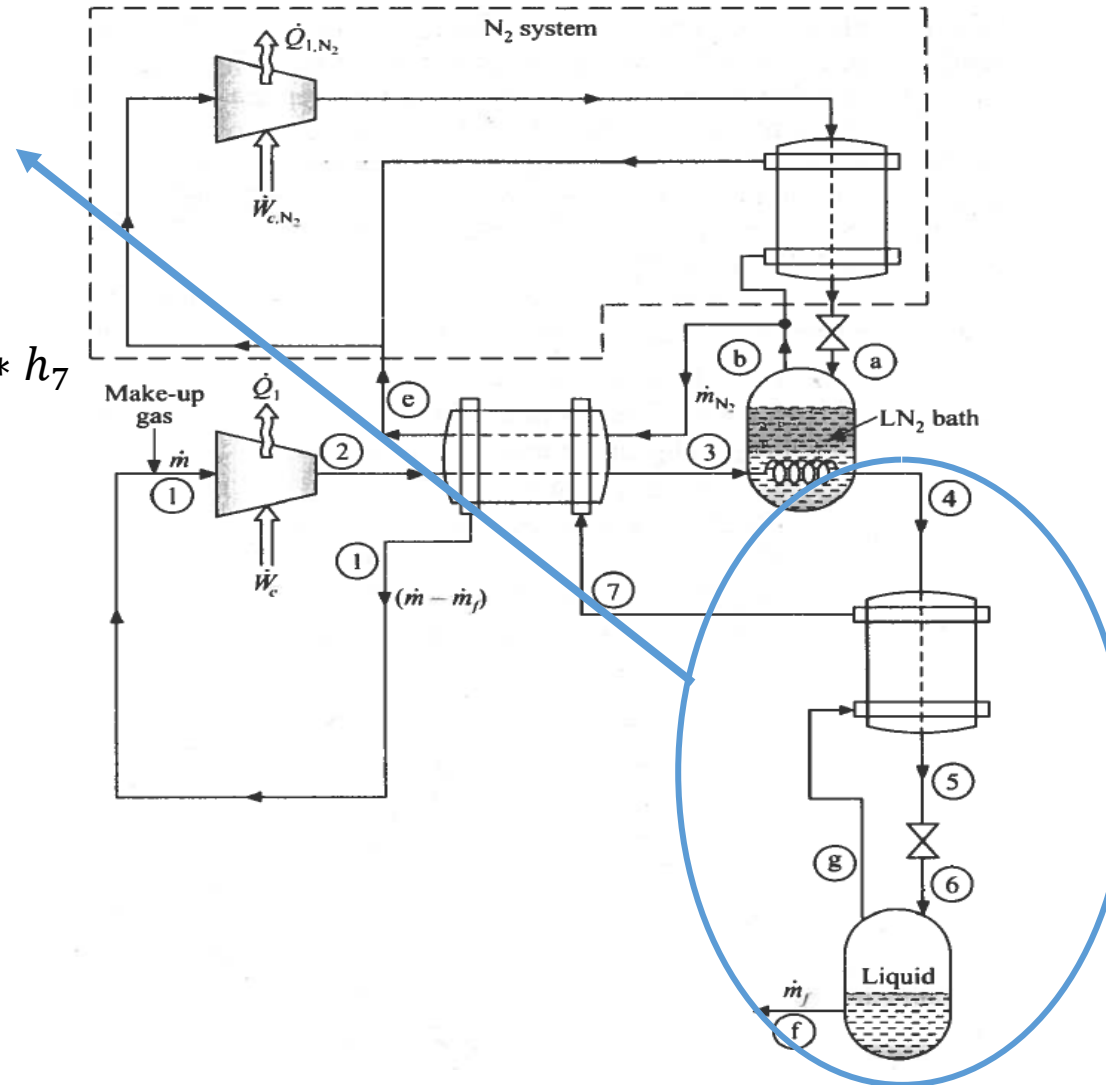 N₂ system
Q̇₁,N₂
Ẇc,N₂
∗ h₇
Make-up
gas
ṁ
Q̇₁
①
②
ⓔ
③
ⓑ
ⓐ
ṁN₂
LN₂ bath
④
Ẇc
①
(ṁ − ṁf)
⑦
⑤
ⓖ
⑥
Liquid
ṁf
ⓕ